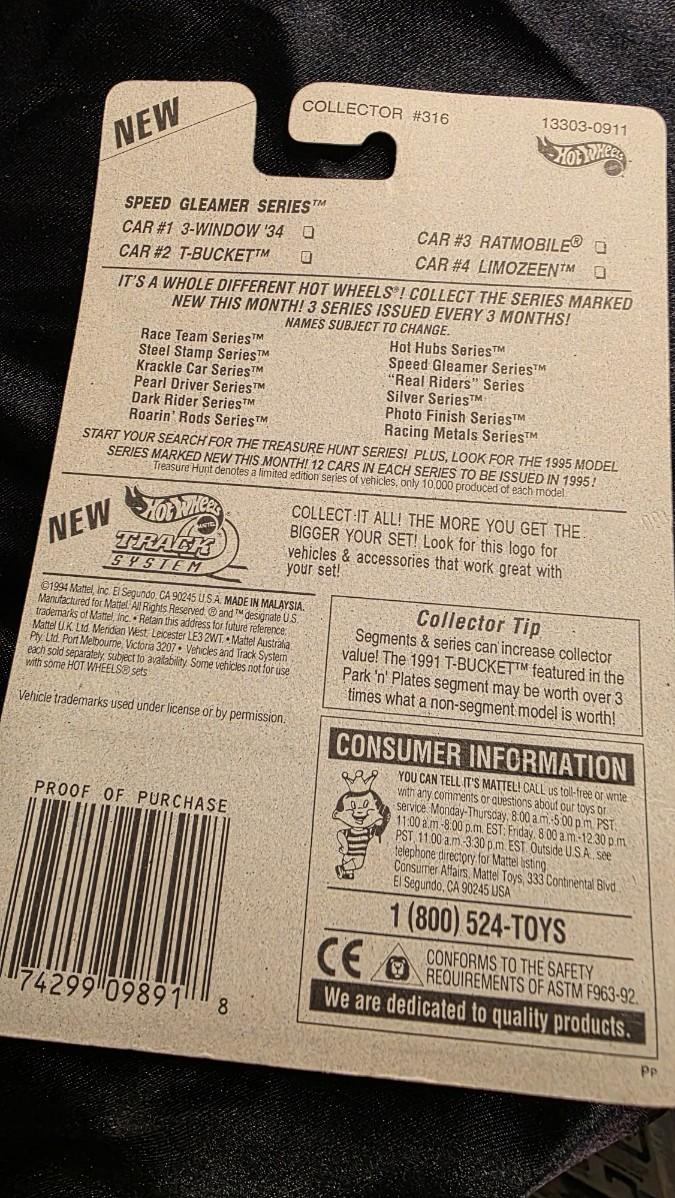 NEW
COLLECTOR #316
13303-0911
HOT WHEELS
SPEED GLEAMER SERIES™
CAR #1 3-WINDOW '34 ❑
CAR #2 T-BUCKET™ ❑
CAR #3 RATMOBILE® ❑
CAR #4 LIMOZEEN™ ❑
IT'S A WHOLE DIFFERENT HOT WHEELS®! COLLECT THE SERIES MARKED
NEW THIS MONTH! 3 SERIES ISSUED EVERY 3 MONTHS!
NAMES SUBJECT TO CHANGE.
Race Team Series™
Steel Stamp Series™
Krackle Car Series™
Pearl Driver Series™
Dark Rider Series™
Roarin' Rods Series™
Hot Hubs Series™
Speed Gleamer Series™
"Real Riders" Series
Silver Series™
Photo Finish Series™
Racing Metals Series™
START YOUR SEARCH FOR THE TREASURE HUNT SERIES! PLUS, LOOK FOR THE 1995 MODEL
SERIES MARKED NEW THIS MONTH! 12 CARS IN EACH SERIES TO BE ISSUED IN 1995!
Treasure Hunt denotes a limited edition series of vehicles, only 10,000 produced of each model
NEW
HOT WHEELS
MATTEL
TRACK
SYSTEM
COLLECT IT ALL! THE MORE YOU GET THE
BIGGER YOUR SET! Look for this logo for
vehicles & accessories that work great with
your set!
©1994 Mattel, Inc. El Segundo, CA 90245 U.S.A. MADE IN MALAYSIA.
Manufactured for Mattel. All Rights Reserved. ® and ™ designate U.S.
trademarks of Mattel, Inc. • Retain this address for future reference:
Mattel U.K. Ltd. Meridian West, Leicester LE3 2WT. • Mattel Australia
Pty. Ltd. Port Melbourne, Victoria 3207 • Vehicles and Track System
each sold separately, subject to availability. Some vehicles not for use
with some HOT WHEELS® sets
Vehicle trademarks used under license or by permission.
Collector Tip
Segments & series can increase collector
value! The 1991 T-BUCKET™ featured in the
Park 'n' Plates segment may be worth over 3
times what a non-segment model is worth!
CONSUMER INFORMATION
YOU CAN TELL IT'S MATTEL! CALL us toll-free or write
with any comments or questions about our toys or
service. Monday-Thursday, 8:00 a.m.-5:00 p.m. PST.
11:00 a.m.-8:00 p.m. EST; Friday, 8:00 a.m.-12:30 p.m.
PST, 11:00 a.m.-3:30 p.m. EST. Outside U.S.A., see
telephone directory for Mattel listing.
Consumer Affairs, Mattel Toys, 333 Continental Blvd.
El Segundo, CA 90245 USA
1 (800) 524-TOYS
CE
CONFORMS TO THE SAFETY
REQUIREMENTS OF ASTM F963-92.
We are dedicated to quality products.
PROOF OF PURCHASE
74299 09891 8
PP